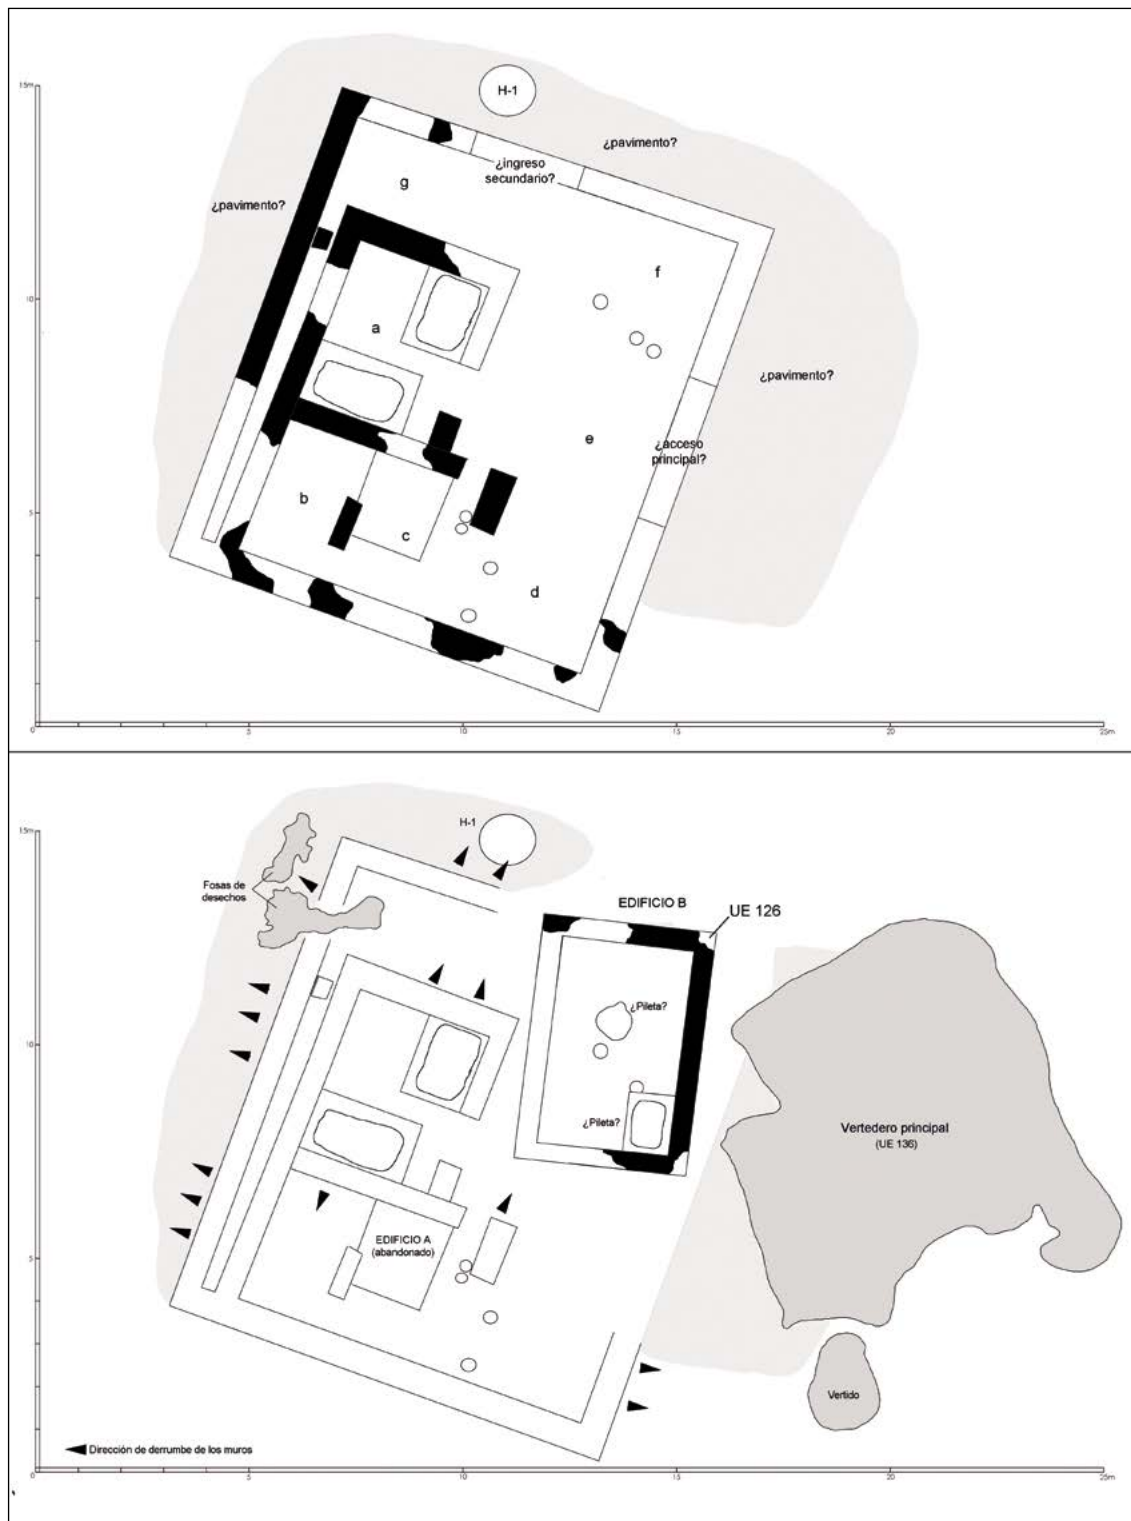 15m
H-1
¿pavimento?
¿ingreso
secundario?
g
¿pavimento?
f
10
a
¿pavimento?
e
¿acceso
principal?
b
5
c
d
0
5
10
15
20
25m
15m
H-1
Fosas de
desechos
EDIFICIO B
UE 126
¿Pileta?
10
¿Pileta?
Vertedero principal
(UE 136)
EDIFICIO A
(abandonado)
5
Vertido
Dirección de derrumbe de los muros
0
5
10
15
20
25m